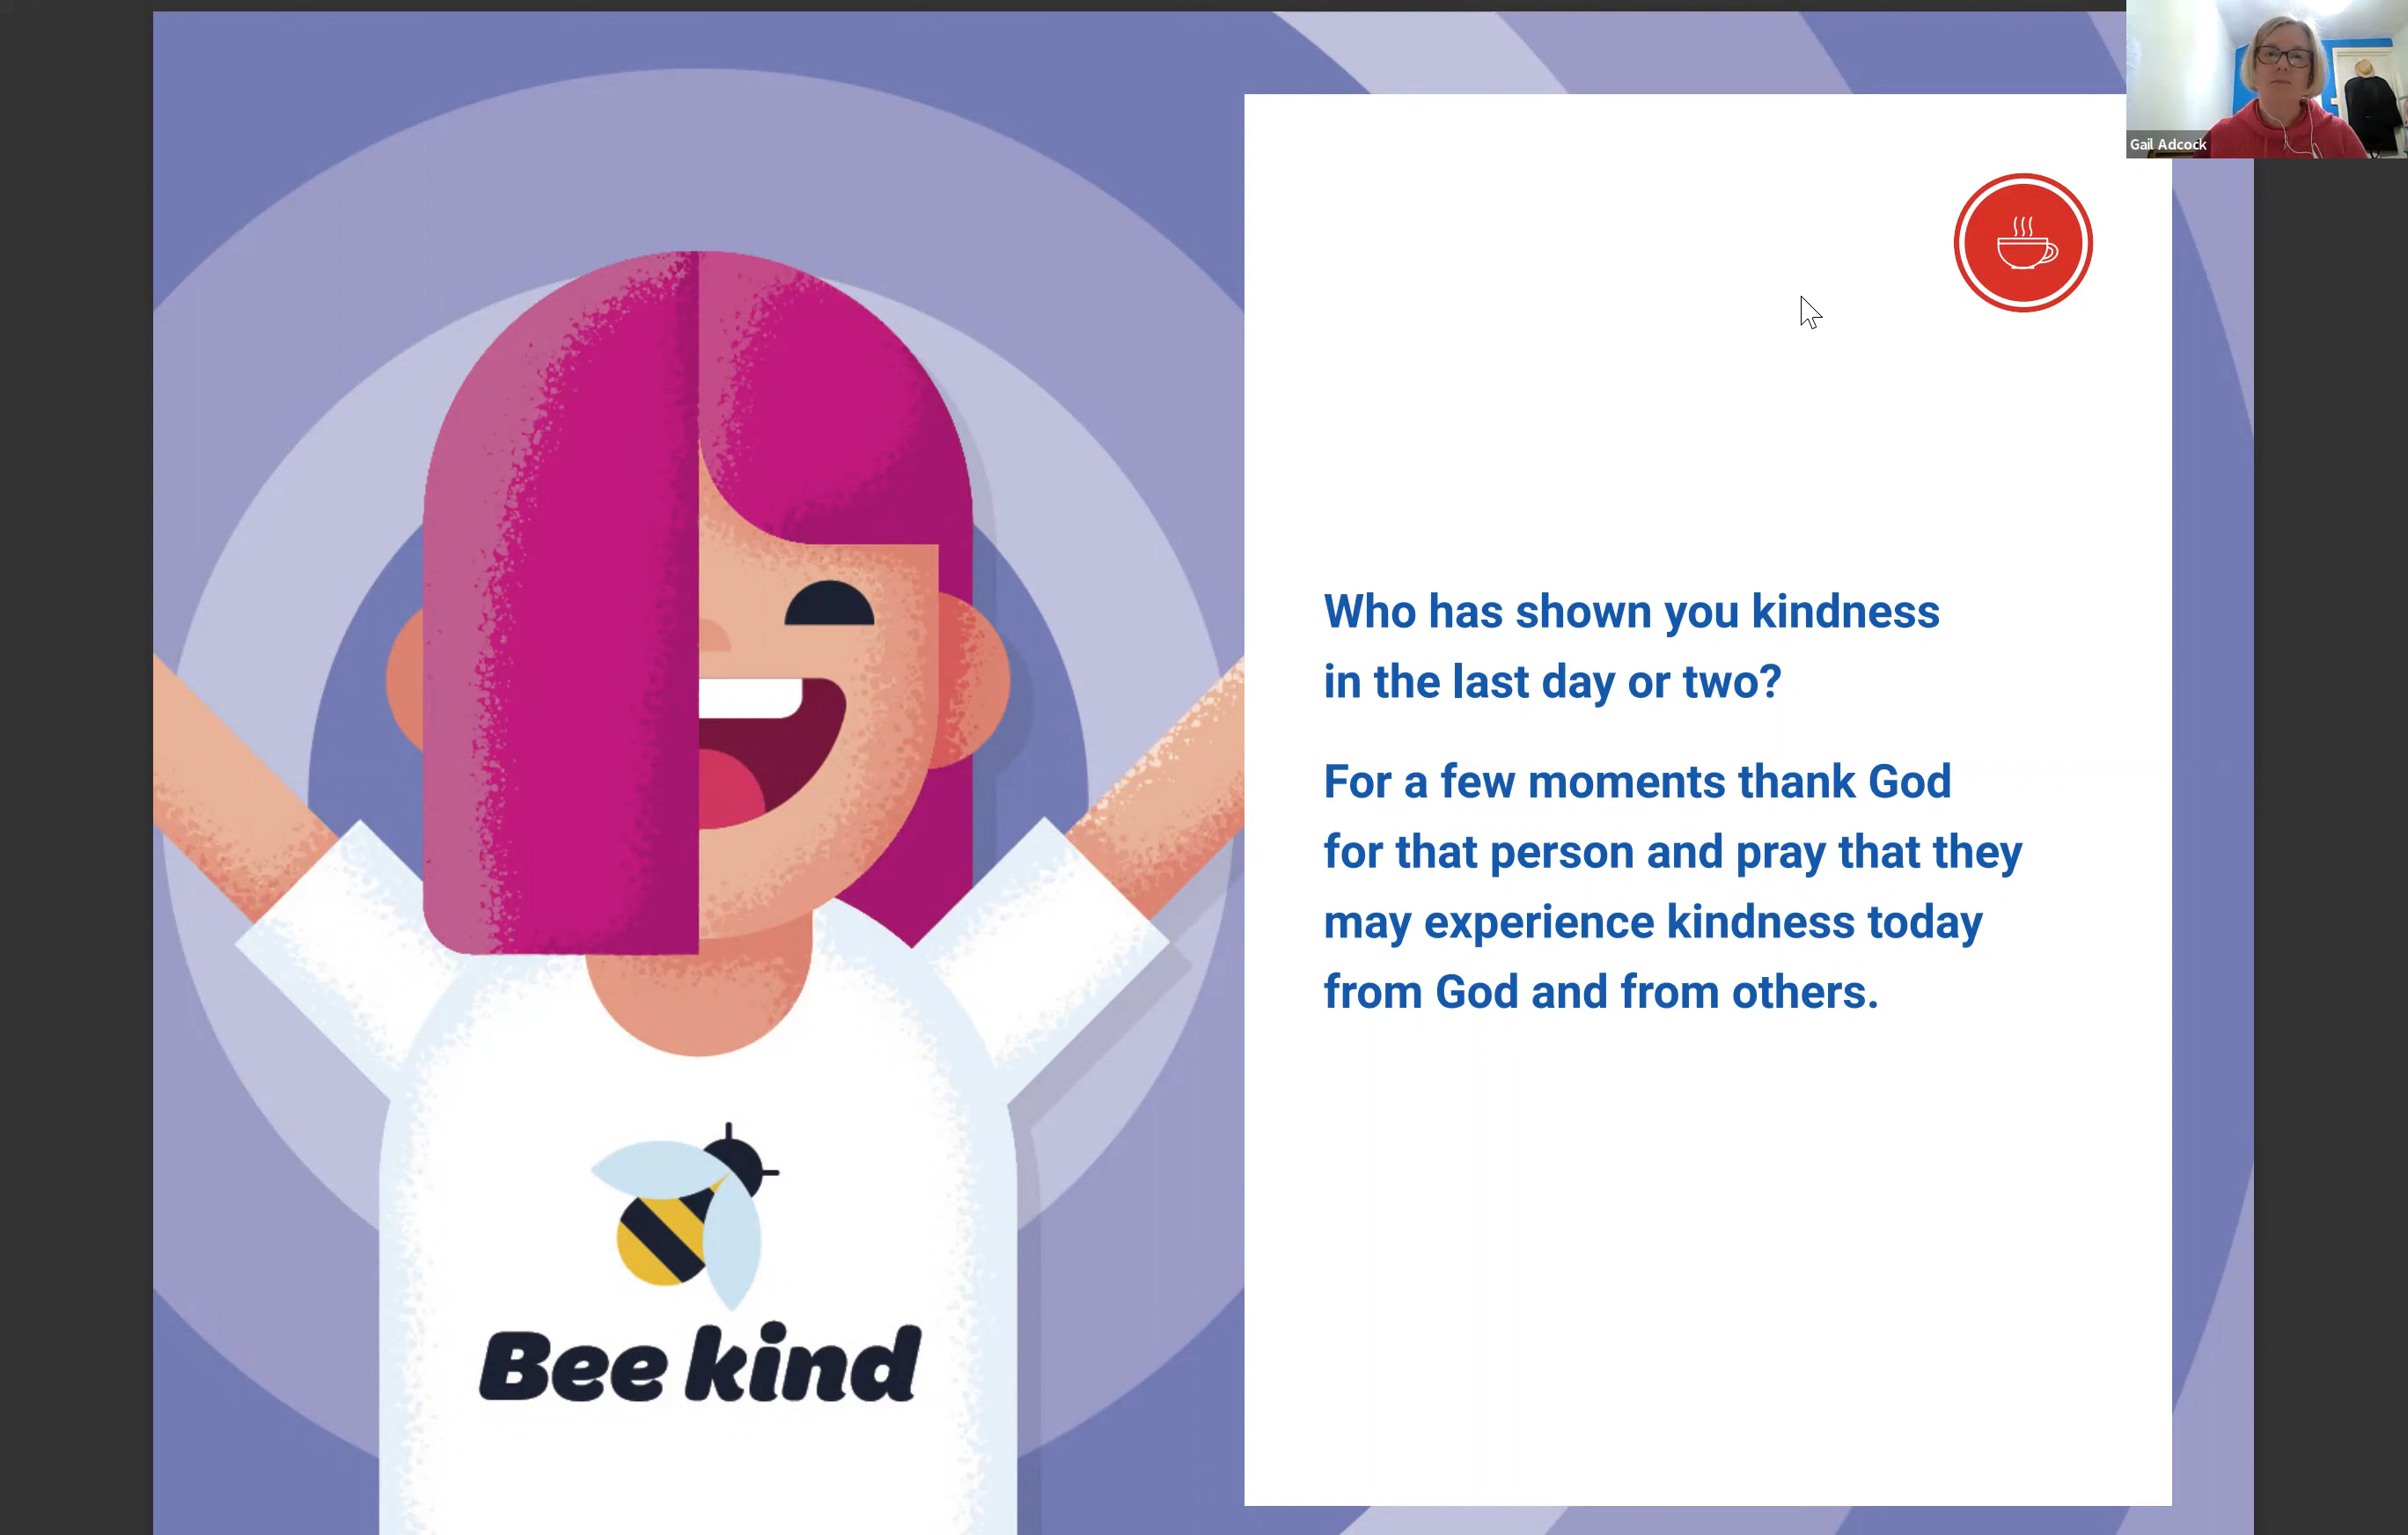 Gail Adcock
Who has shown you kindness
in the last day or two?
For a few moments thank God
for that person and pray that they
may experience kindness today
from God and from others.
Bee kind